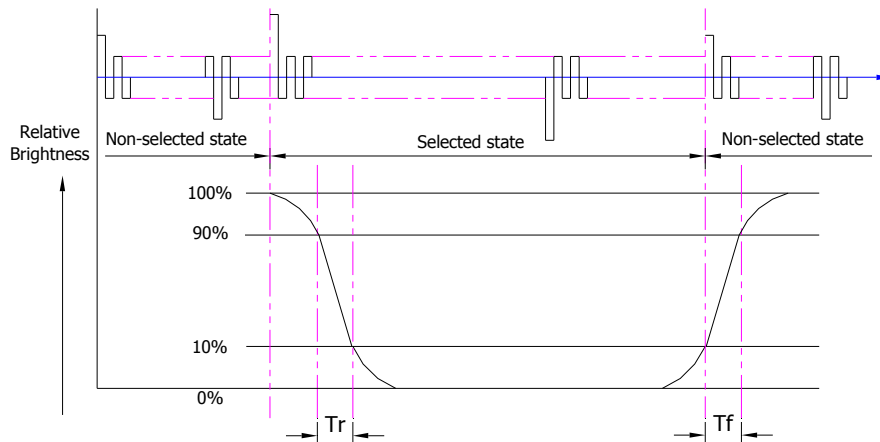 Relative
Brightness
Non-selected state
Selected state
Non-selected state
100%
90%
10%
0%
Tr
Tf